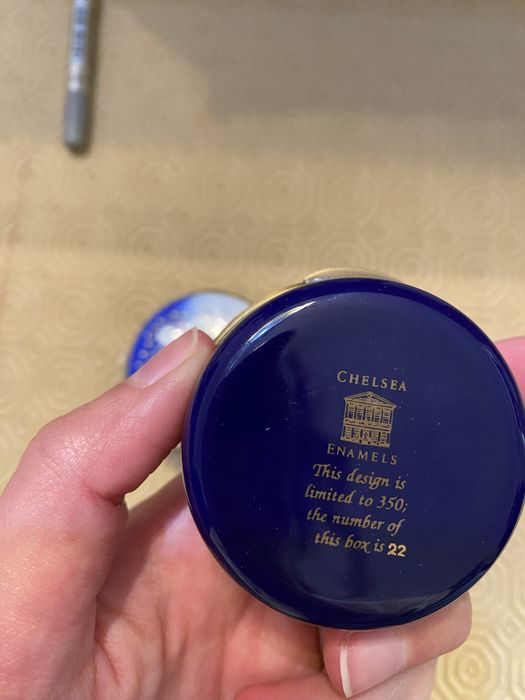 CHELSEA
ENAMELS
This design is
limited to 350;
the number of
this box is 22